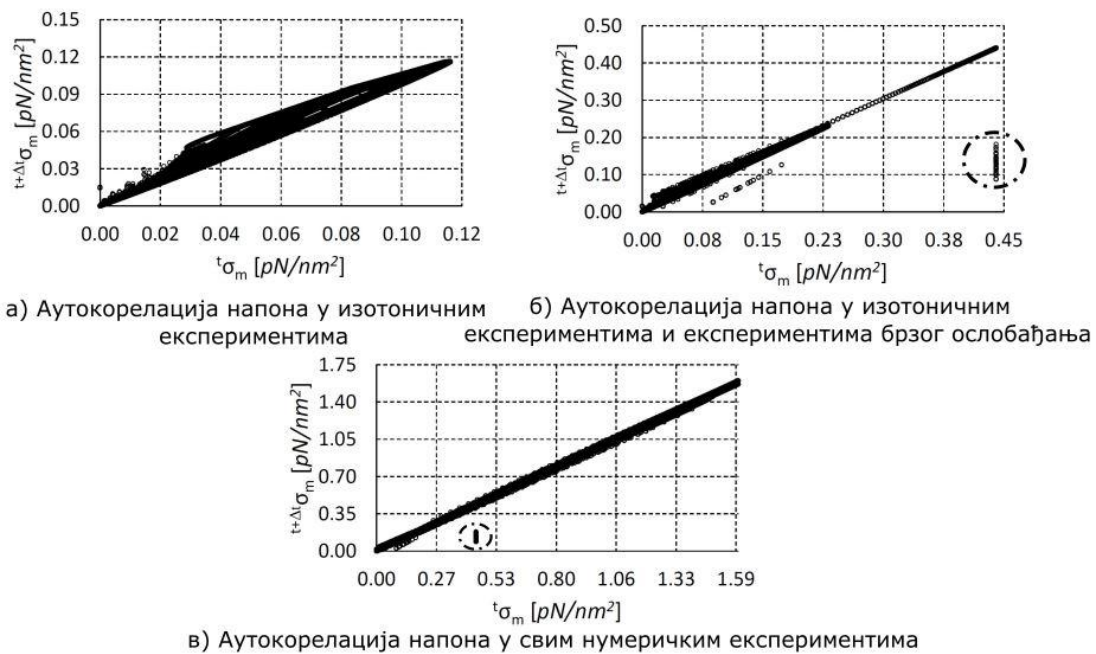 0.15
0.12
0.09
0.06
0.03
0.00
t+Δtσm [pN/nm2]
0.00 0.02 0.04 0.06 0.08 0.10 0.12
tσm [pN/nm2]
а) Аутокорелација напона у изотоничним
експериментима
0.50
0.40
0.30
0.20
0.10
0.00
t+Δtσm [pN/nm2]
0.00 0.08 0.15 0.23 0.30 0.38 0.45
tσm [pN/nm2]
б) Аутокорелација напона у изотоничним
експериментима и експериментима брзог ослобађања
1.75
1.40
1.05
0.70
0.35
0.00
t+Δtσm [pN/nm2]
0.00 0.27 0.53 0.80 1.06 1.33 1.59
tσm [pN/nm2]
в) Аутокорелација напона у свим нумеричким експериментима